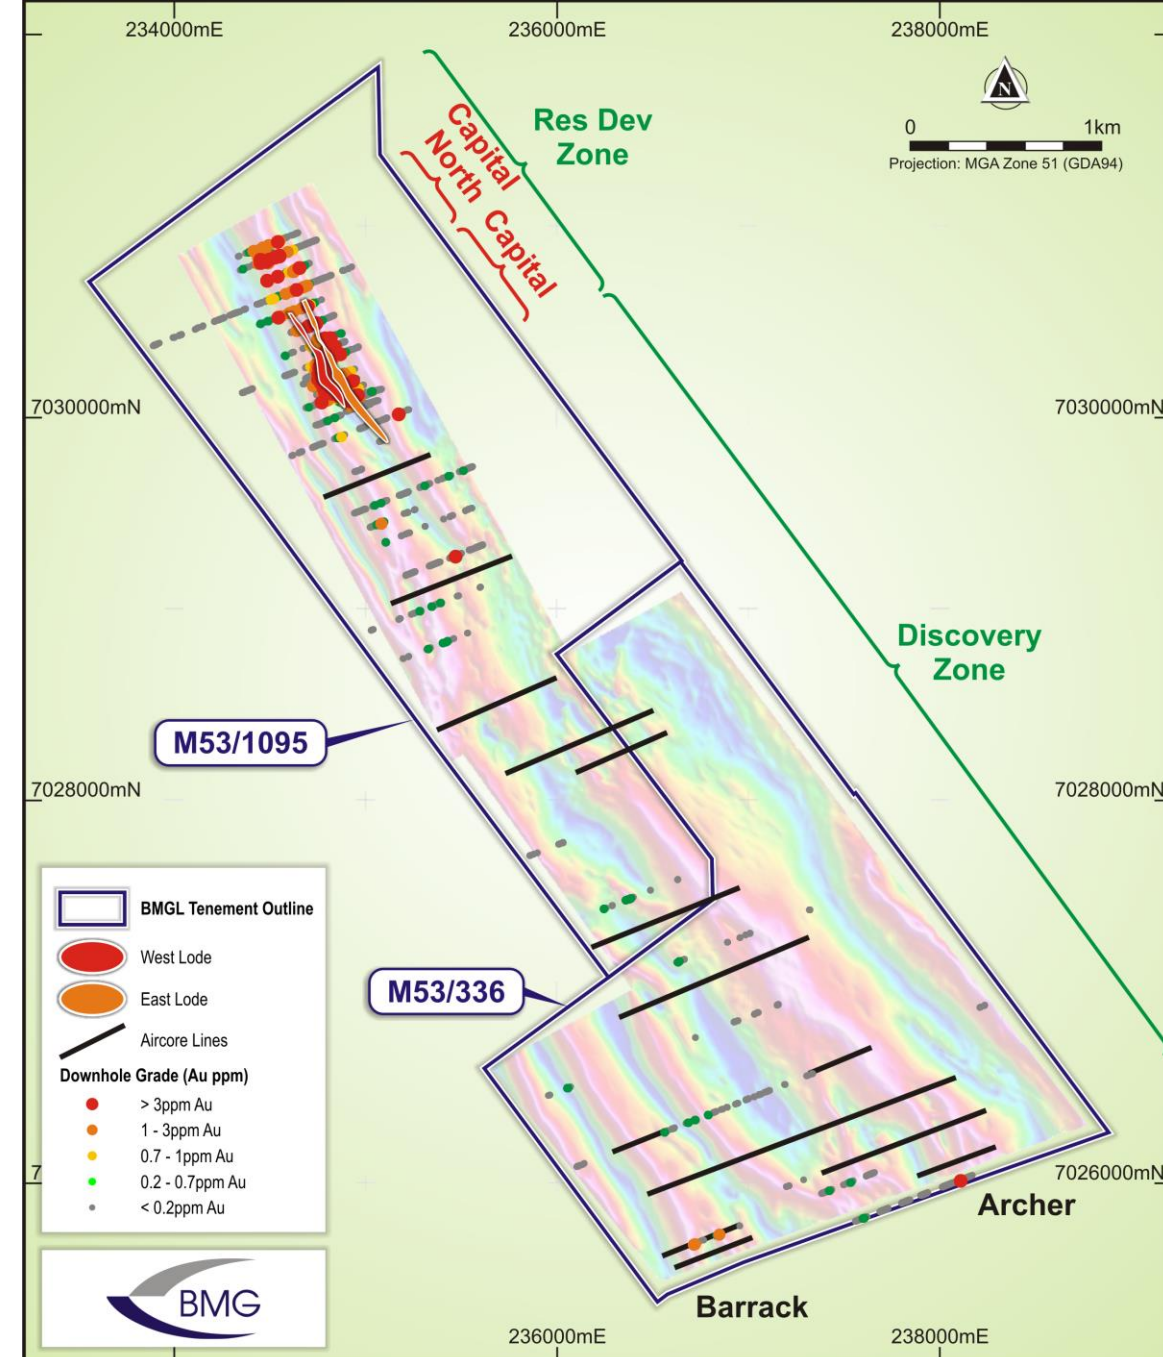 234000mE
236000mE
238000mE
N
0
1km
Projection: MGA Zone 51 (GDA94)
Res Dev
Zone
Capital
North
Capital
7030000mN
7030000mN
Discovery
Zone
M53/1095
7028000mN
7028000mN
BMGL Tenement Outline
West Lode
East Lode
Aircore Lines
Downhole Grade (Au ppm)
> 3ppm Au
1 - 3ppm Au
0.7 - 1ppm Au
0.2 - 0.7ppm Au
< 0.2ppm Au
M53/336
7
7026000mN
Archer
Barrack
BMG
236000mE
238000mE